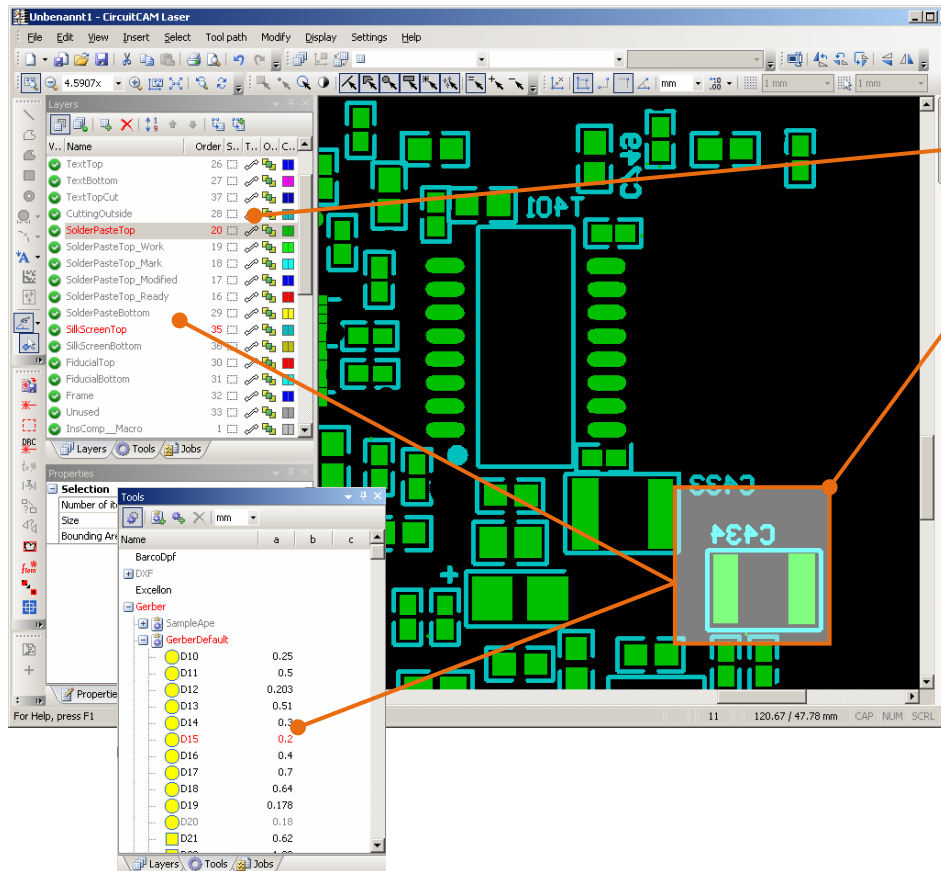 Unbenannt1 - CircuitCAM Laser
File Edit View Insert Select Tool path Modify Display Settings Help
4.5907x mm 1 mm 1 mm
Layers
V.. Name Order S.. T.. O.. C..
TextTop 26
TextBottom 27
TextTopCut 37
CuttingOutside 28
SolderPasteTop 20
SolderPasteTop_Work 19
SolderPasteTop_Mark 18
SolderPasteTop_Modified 17
SolderPasteTop_Ready 16
SolderPasteBottom 29
SilkScreenTop 35
SilkScreenBottom 36
FiducialTop 30
FiducialBottom 31
Frame 32
Unused 33
InsComp__Macro 1
Layers Tools Jobs
Properties
Selection
Number of it
Size
Bounding Are
Propertie
For Help, press F1
11 120.67 / 47.78 mm CAP NUM SCRL
Tools
mm
Name a b c
BarcoDpf
DXF
Excellon
Gerber
SampleApe
GerberDefault
D10 0.25
D11 0.5
D12 0.203
D13 0.51
D14 0.3
D15 0.2
D16 0.4
D17 0.7
D18 0.64
D19 0.178
D20 0.18
D21 0.62
Layers Tools Jobs
C449
T401
C433
C434
DRC